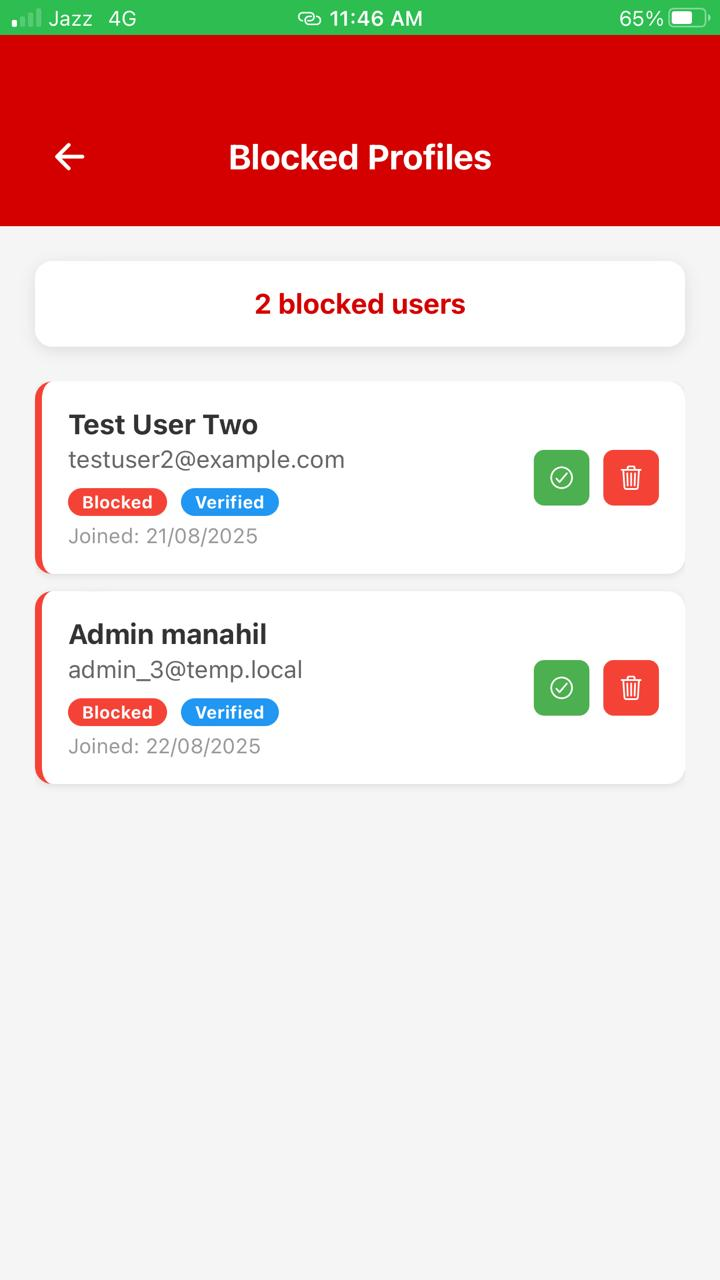 Jazz 4G 11:46 AM 65%
Blocked Profiles
2 blocked users
Test User Two
testuser2@example.com
Blocked Verified
Joined: 21/08/2025
Admin manahil
admin_3@temp.local
Blocked Verified
Joined: 22/08/2025